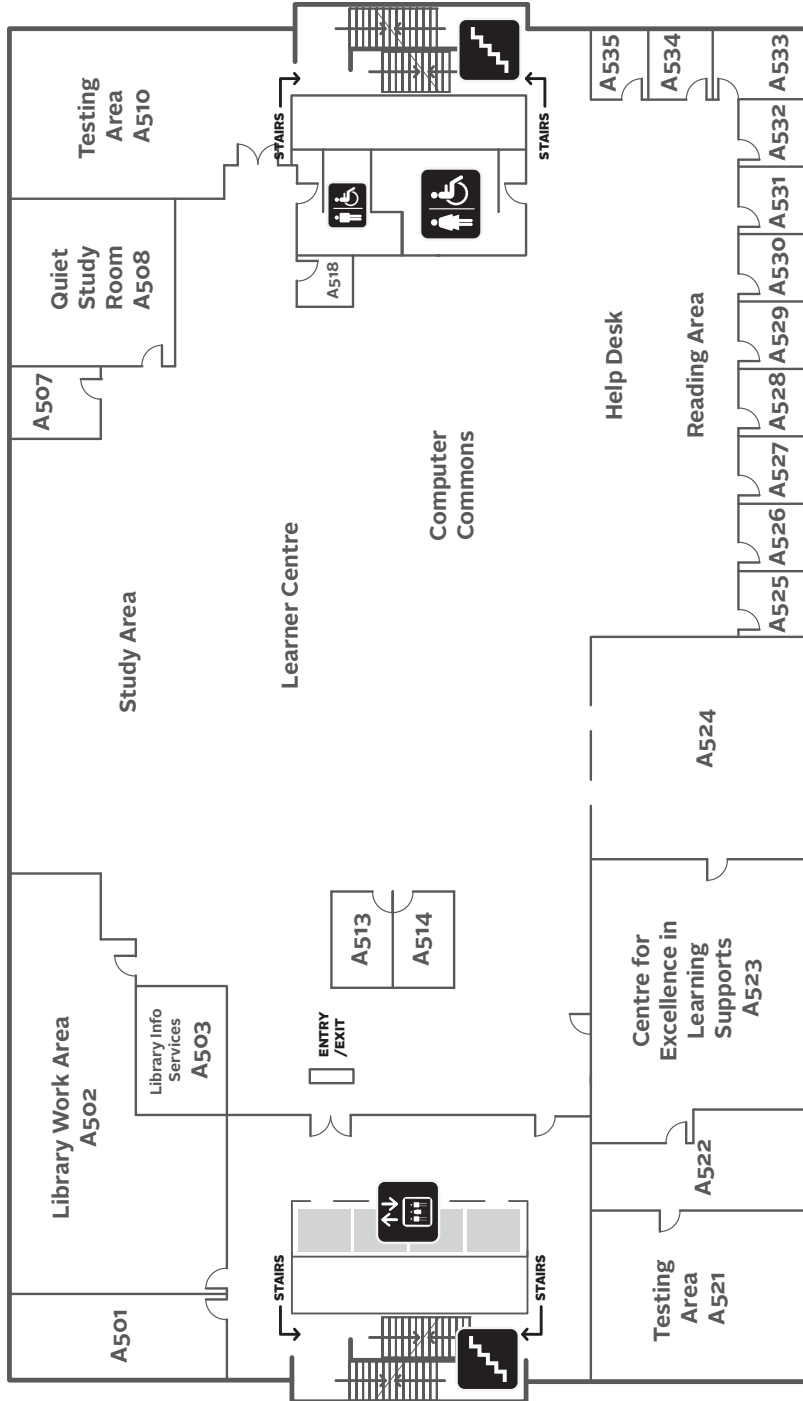 A501
Library Work Area
A502
Library Info
Services
A503
Study Area
A507
Quiet
Study
Room
A508
Testing
Area
A510
STAIRS
STAIRS
ENTRY
/EXIT
A513
A514
Learner Centre
Computer
Commons
A518
STAIRS
STAIRS
Testing
Area
A521
A522
Centre for
Excellence in
Learning
Supports
A523
A524
Help Desk
Reading Area
A525
A526
A527
A528
A529
A530
A531
A532
A533
A534
A535